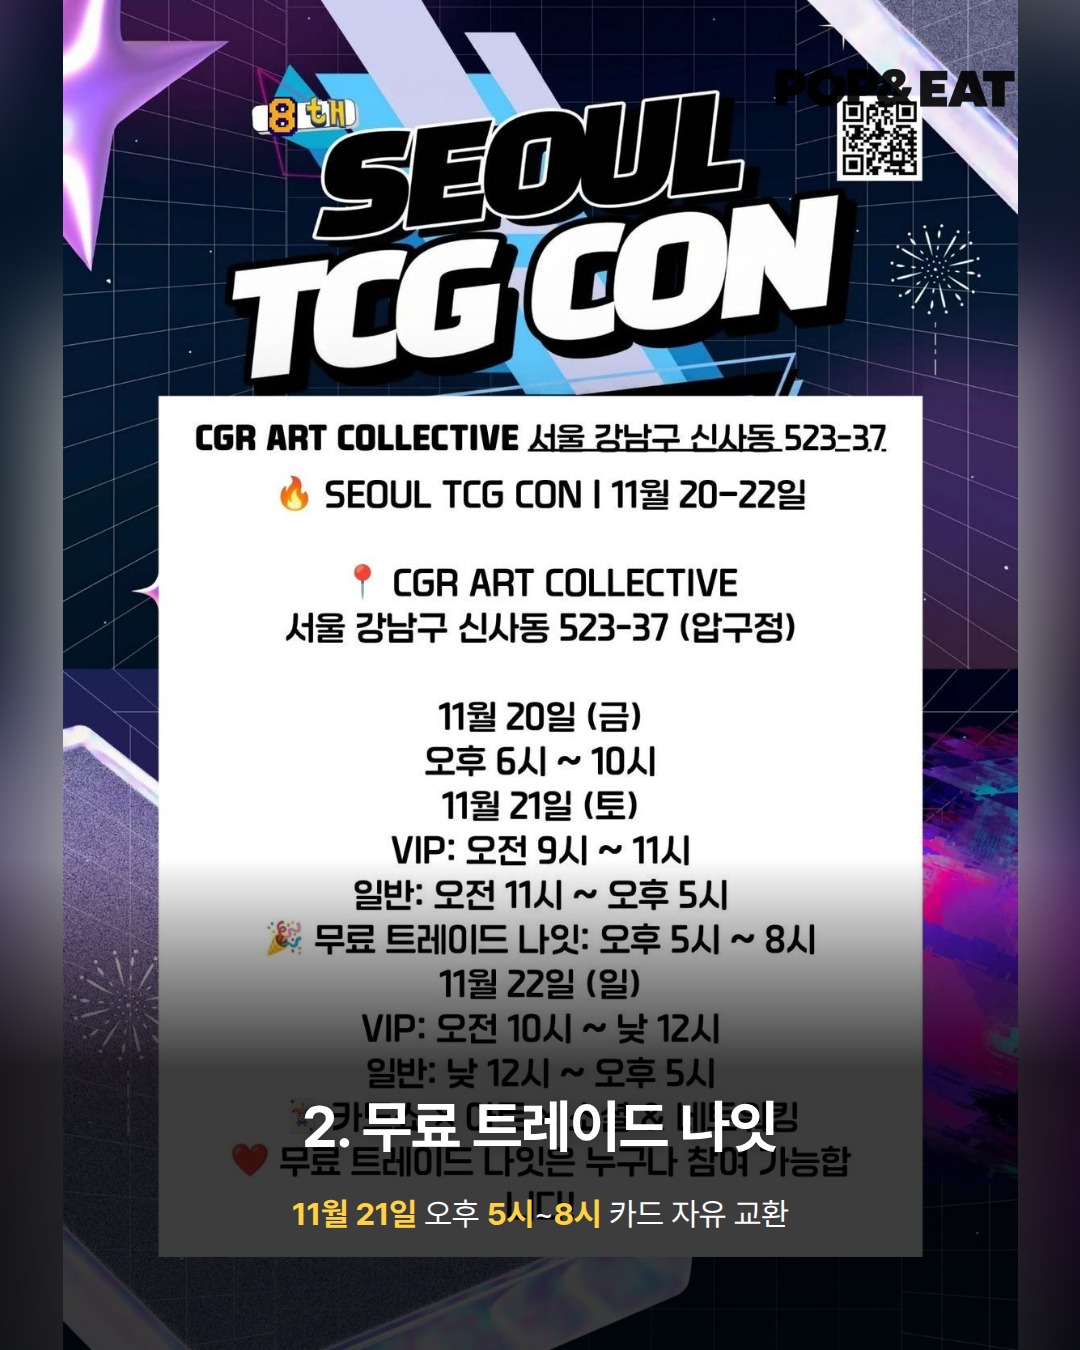 POP&EAT
8th
SEOUL
TCG CON
CGR ART COLLECTIVE 서울 강남구 신사동 523-37
🔥 SEOUL TCG CON | 11월 20-22일
📍 CGR ART COLLECTIVE
서울 강남구 신사동 523-37 (압구정)
11월 20일 (금)
오후 6시 ~ 10시
11월 21일 (토)
VIP: 오전 9시 ~ 11시
일반: 오전 11시 ~ 오후 5시
🎉 무료 트레이드 나잇: 오후 5시 ~ 8시
11월 22일 (일)
VIP: 오전 10시 ~ 낮 12시
일반: 낮 12시 ~ 오후 5시
2. 무료 트레이드 나잇
❤️ 무료 트레이드 나잇은 누구나 참여 가능합
11월 21일 오후 5시~8시 카드 자유 교환